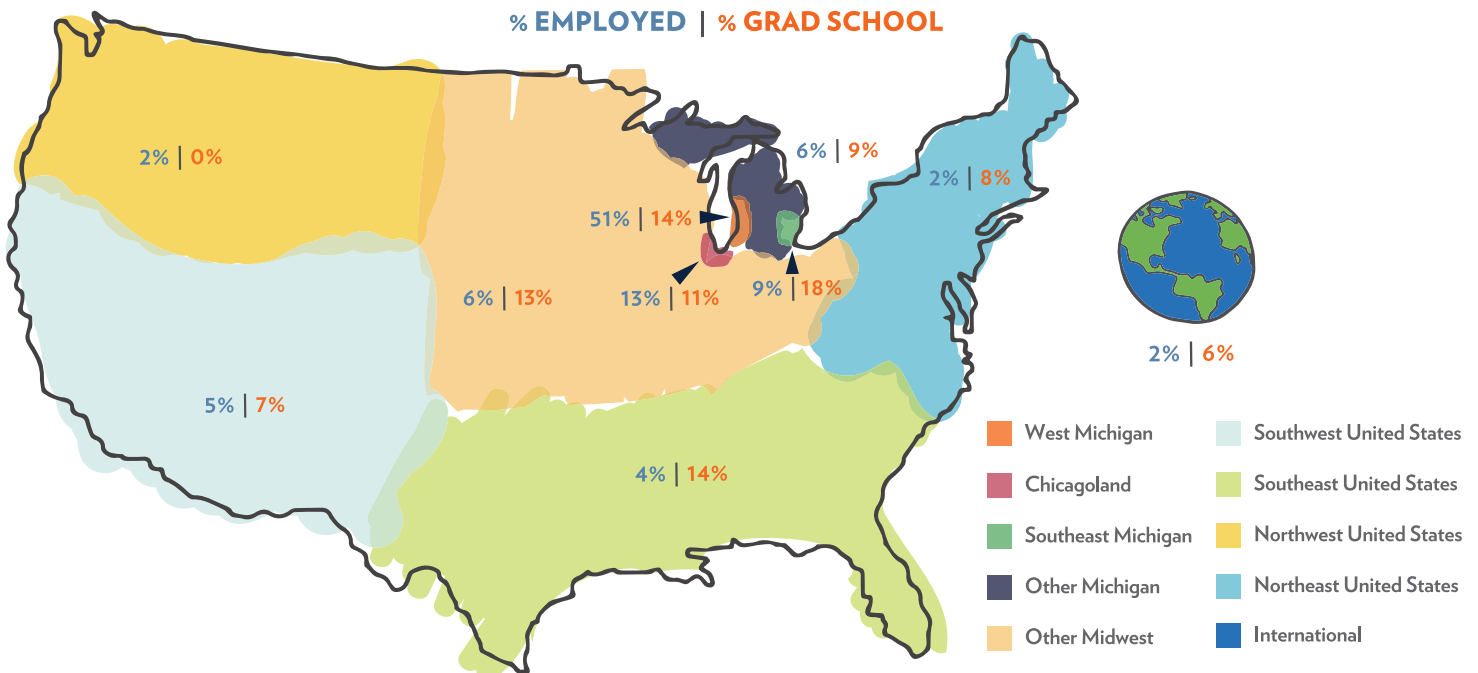 % EMPLOYED | % GRAD SCHOOL
2% | 0%
6% | 9%
2% | 8%
51% | 14%
6% | 13%
13% | 11%
9% | 18%
2% | 6%
5% | 7%
4% | 14%
West Michigan
Chicagoland
Southeast Michigan
Other Michigan
Other Midwest
Southwest United States
Southeast United States
Northwest United States
Northeast United States
International